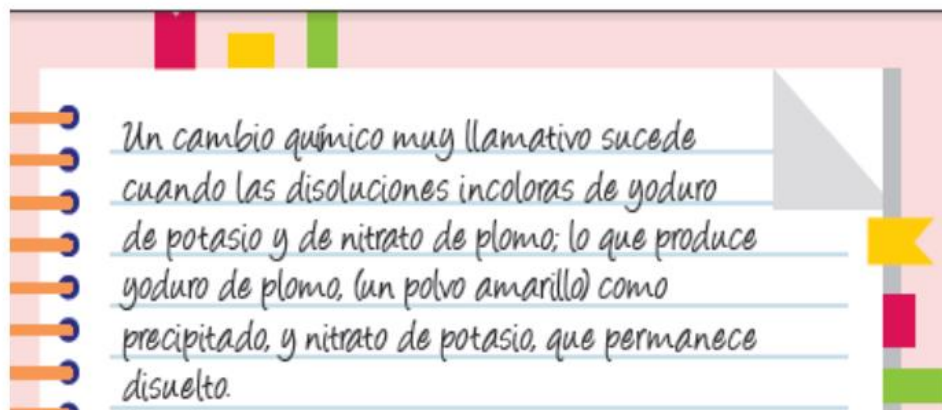 Un cambio químico muy llamativo sucede
cuando las disoluciones incoloras de yoduro
de potasio y de nitrato de plomo; lo que produce
yoduro de plomo, (un polvo amarillo) como
precipitado, y nitrato de potasio, que permanece
disuelto.